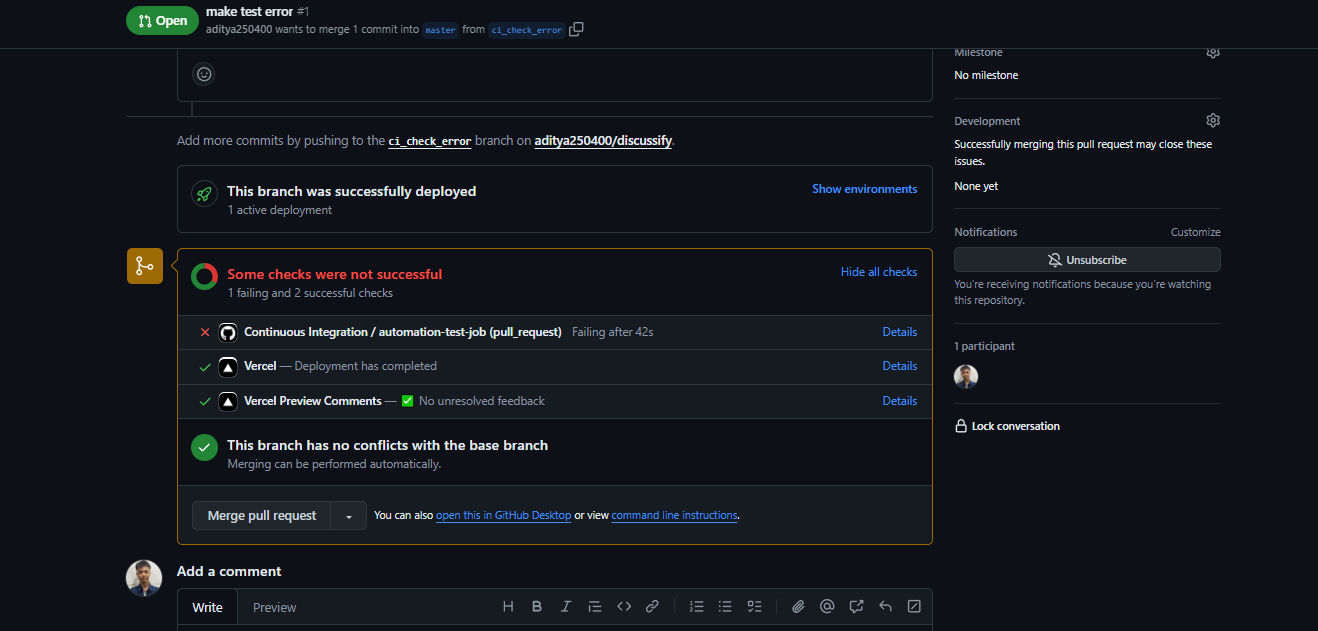 Open
make test error #1
aditya250400 wants to merge 1 commit into master from ci_check_error
Add more commits by pushing to the ci_check_error branch on aditya250400/discussify.
This branch was successfully deployed
Show environments
1 active deployment
Some checks were not successful
Hide all checks
1 failing and 2 successful checks
Continuous Integration / automation-test-job (pull_request) Failing after 42s
Details
Vercel — Deployment has completed
Details
Vercel Preview Comments — ✅ No unresolved feedback
Details
This branch has no conflicts with the base branch
Merging can be performed automatically.
Merge pull request
You can also open this in GitHub Desktop or view command line instructions.
Add a comment
Write
Preview
Milestone
No milestone
Development
Successfully merging this pull request may close these
issues.
None yet
Notifications
Customize
Unsubscribe
You're receiving notifications because you're watching
this repository.
1 participant
Lock conversation